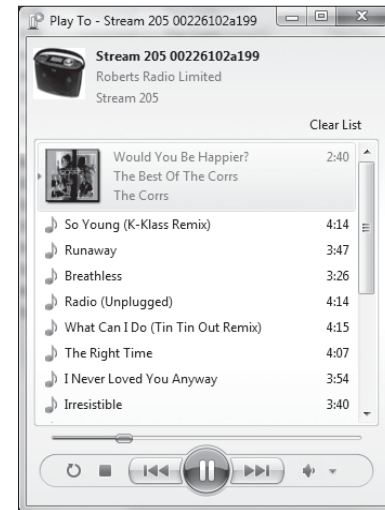 Play To - Stream 205 00226102a199
Stream 205 00226102a199
Roberts Radio Limited
Stream 205
Clear List
Would You Be Happier? 2:40
The Best Of The Corrs
The Corrs
So Young (K-Klass Remix) 4:14
Runaway 3:47
Breathless 3:26
Radio (Unplugged) 4:14
What Can I Do (Tin Tin Out Remix) 4:15
The Right Time 4:07
I Never Loved You Anyway 3:54
Irresistible 3:40